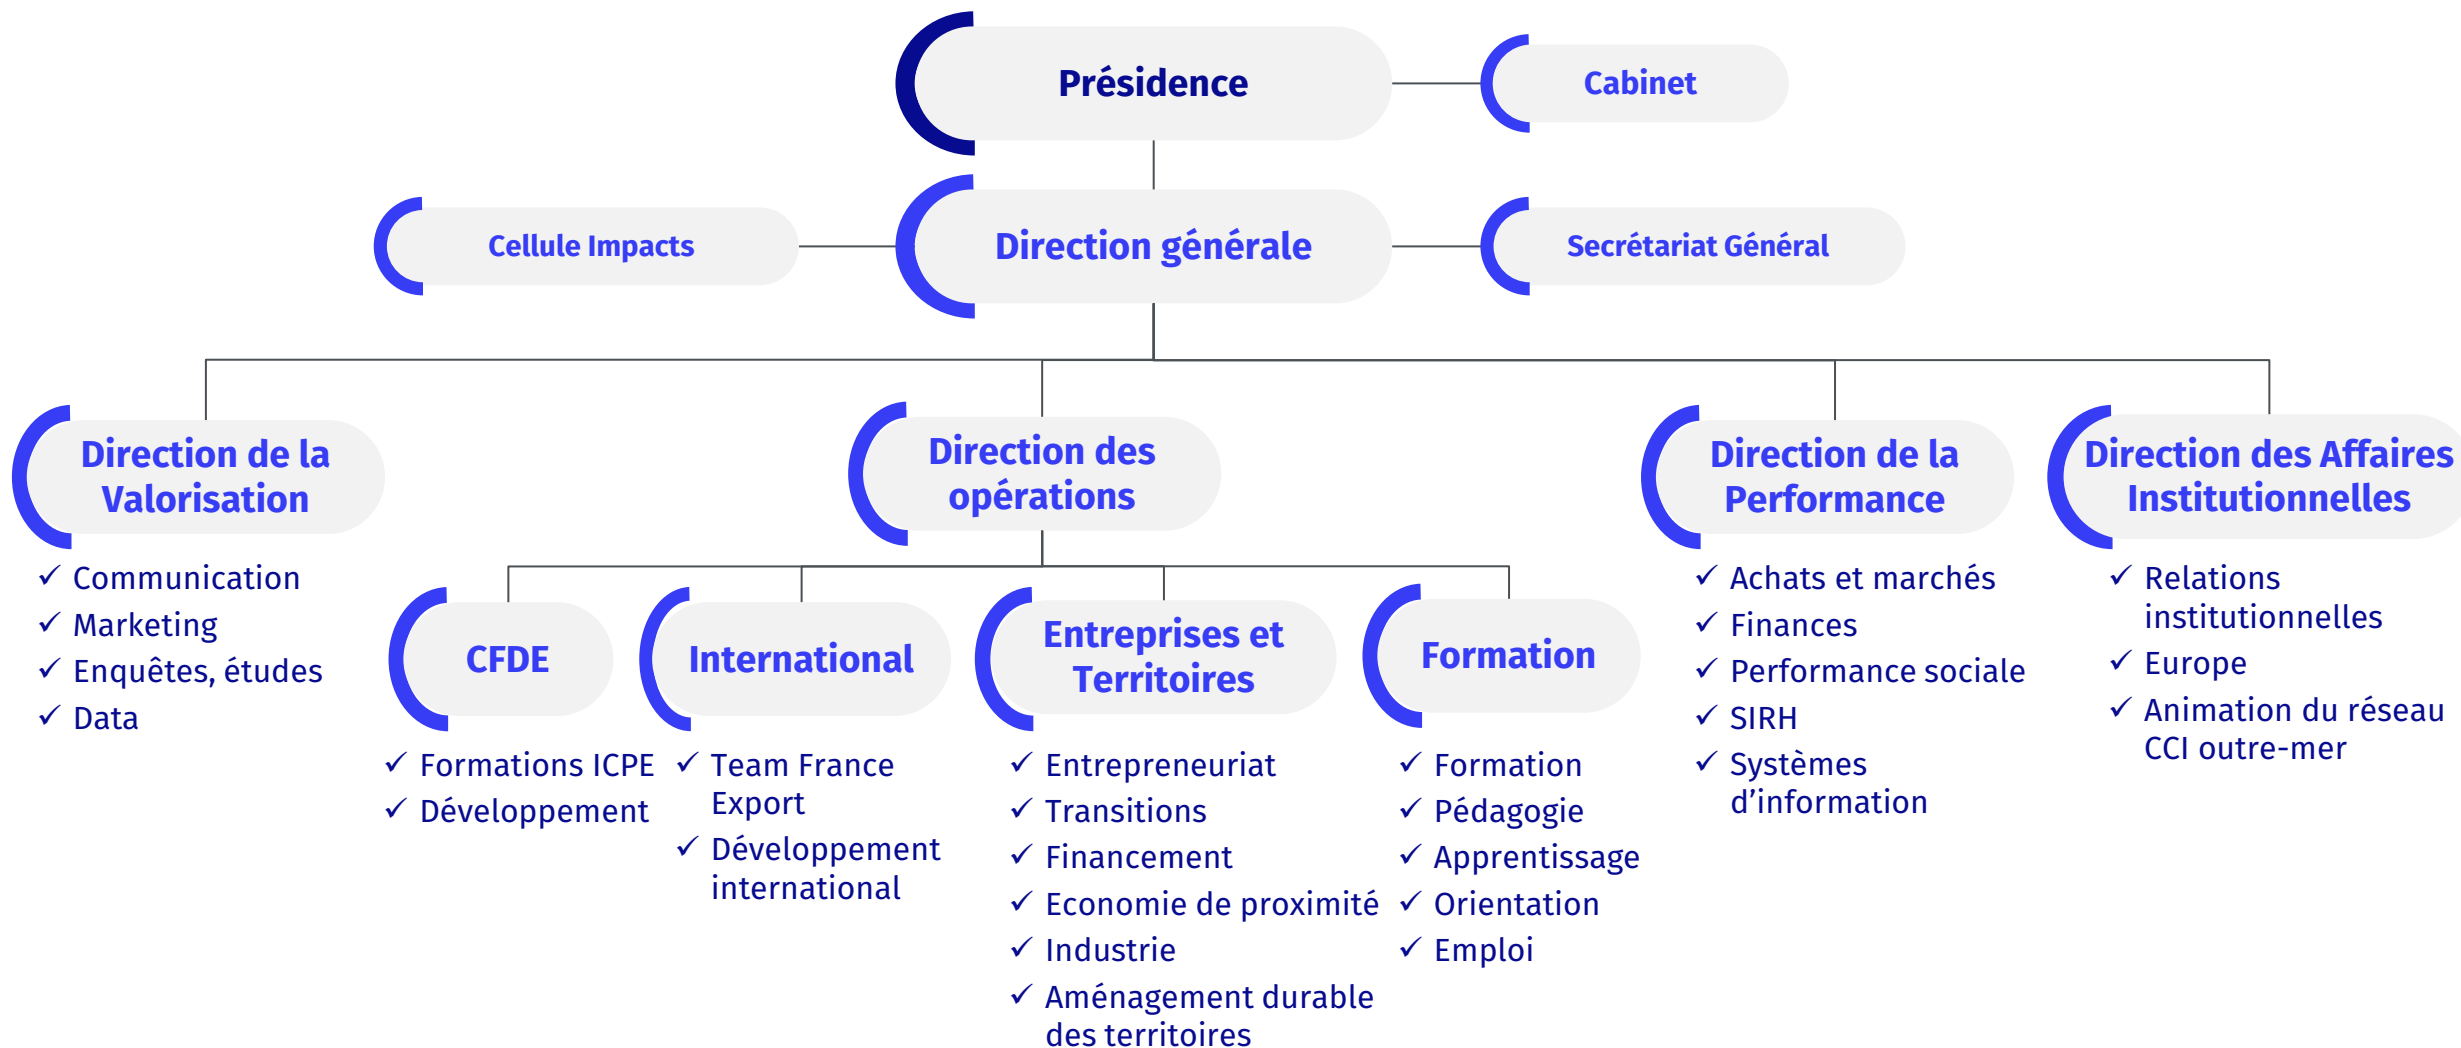 Présidence
Cabinet
Cellule Impacts
Direction générale
Secrétariat Général
Direction de la
Valorisation
✓ Communication
✓ Marketing
✓ Enquêtes, études
✓ Data
Direction des
opérations
CFDE
✓ Formations ICPE
✓ Développement
International
✓ Team France
Export
✓ Développement
international
Entreprises et
Territoires
✓ Entrepreneuriat
✓ Transitions
✓ Financement
✓ Economie de proximité
✓ Industrie
✓ Aménagement durable
des territoires
Formation
✓ Formation
✓ Pédagogie
✓ Apprentissage
✓ Orientation
✓ Emploi
Direction de la
Performance
✓ Achats et marchés
✓ Finances
✓ Performance sociale
✓ SIRH
✓ Systèmes
d’information
Direction des Affaires
Institutionnelles
✓ Relations
institutionnelles
✓ Europe
✓ Animation du réseau
CCI outre-mer